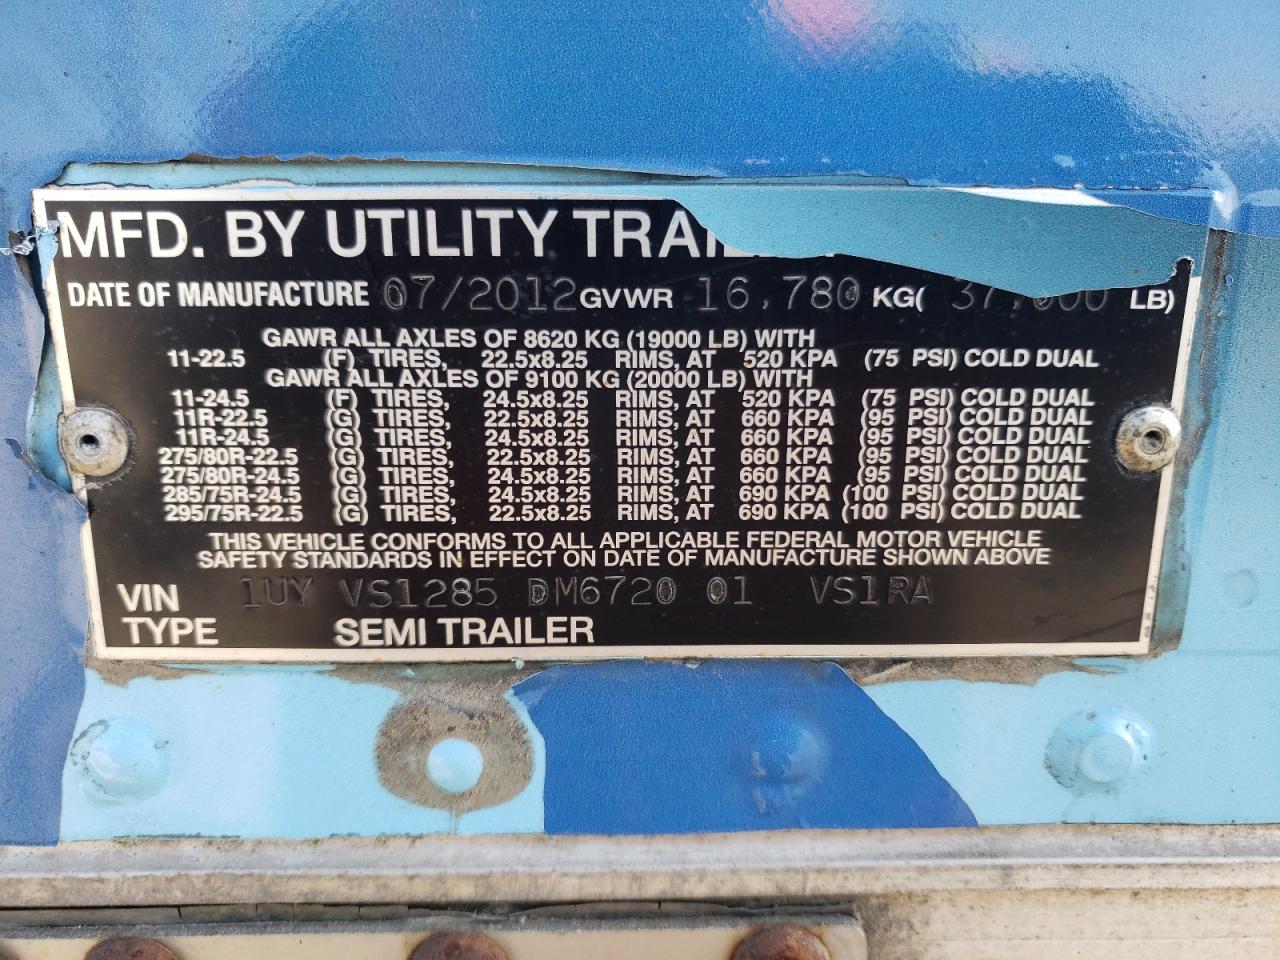 MFD. BY UTILITY
DATE OF MANUFACTURE 07/2012 GVWR 16,780 KG( 37,000 LB)
GAWR ALL AXLES OF 8620 KG (19000 LB) WITH
11-22.5 (F) TIRES, 22.5x8.25 RIMS, AT 520 KPA (75 PSI) COLD DUAL
GAWR ALL AXLES OF 9100 KG (20000 LB) WITH
11-24.5 (F) TIRES, 24.5x8.25 RIMS, AT 520 KPA (75 PSI) COLD DUAL
11R-22.5 (G) TIRES, 22.5x8.25 RIMS, AT 660 KPA (95 PSI) COLD DUAL
11R-24.5 (G) TIRES, 24.5x8.25 RIMS, AT 660 KPA (95 PSI) COLD DUAL
275/80R-22.5 (G) TIRES, 22.5x8.25 RIMS, AT 660 KPA (95 PSI) COLD DUAL
275/80R-24.5 (G) TIRES, 24.5x8.25 RIMS, AT 660 KPA (95 PSI) COLD DUAL
285/75R-24.5 (G) TIRES, 24.5x8.25 RIMS, AT 690 KPA (100 PSI) COLD DUAL
295/75R-22.5 (G) TIRES, 22.5x8.25 RIMS, AT 690 KPA (100 PSI) COLD DUAL
THIS VEHICLE CONFORMS TO ALL APPLICABLE FEDERAL MOTOR VEHICLE
SAFETY STANDARDS IN EFFECT ON DATE OF MANUFACTURE SHOWN ABOVE
VIN 1UY VS1285 DM6720 01 VS1RA
TYPE SEMI TRAILER